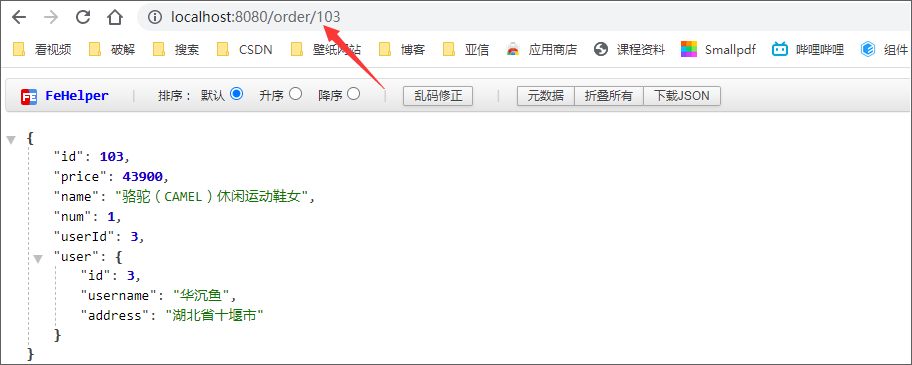 localhost:8080/order/103
看视频 破解 搜索 CSDN 壁纸网站 博客 亚信 应用商店 课程资料 Smallpdf 哔哩哔哩 组件
FeHelper 排序： 默认 升序 降序 乱码修正 元数据 折叠所有 下载JSON
{
"id": 103,
"price": 43900,
"name": "骆驼（CAMEL）休闲运动鞋女",
"num": 1,
"userId": 3,
"user": {
"id": 3,
"username": "华沉鱼",
"address": "湖北省十堰市"
}
}